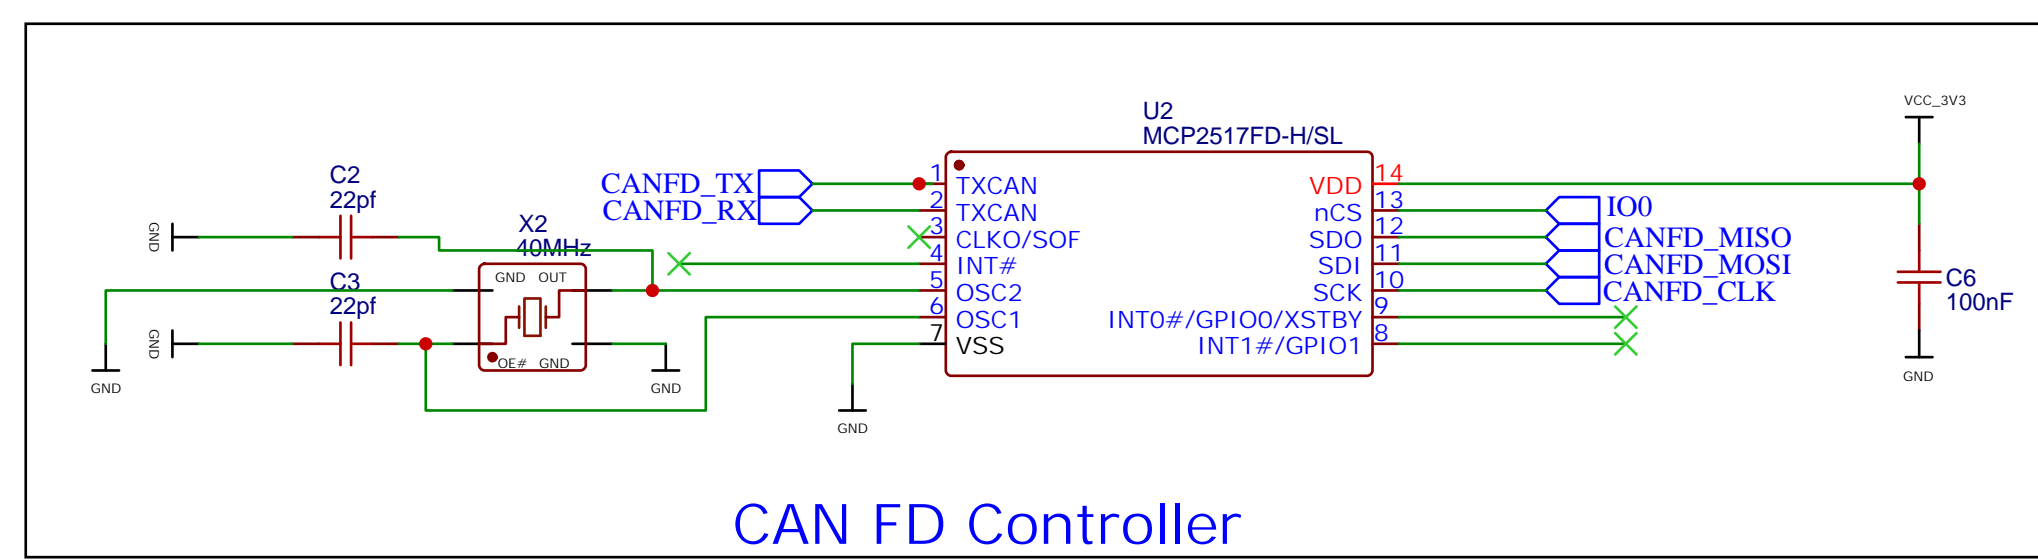 VCC_3V3
U2
MCP2517FD-H/SL
C2
22pf
GND
X2
40MHz
GND OUT
OE# GND
C3
22pf
GND
GND
GND
CANFD_TX
CANFD_RX
1 TXCAN
2 TXCAN
3 CLKO/SOF
4 INT#
5 OSC2
6 OSC1
7 VSS
GND
VDD 14
nCS 13
SDO 12
SDI 11
SCK 10
INT0#/GPIO0/XSTBY 9
INT1#/GPIO1 8
IO0
CANFD_MISO
CANFD_MOSI
CANFD_CLK
C6
100nF
GND
CAN FD Controller